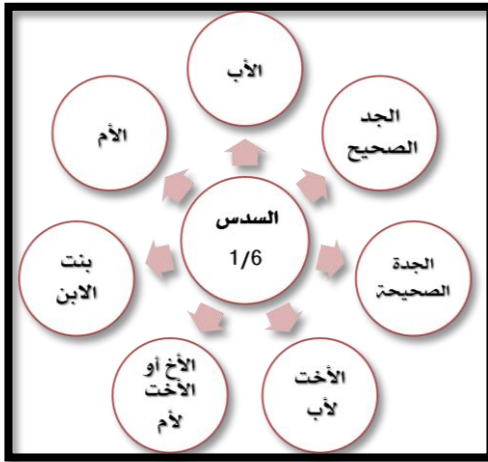 السدس
1/6
الأب
الجد
الصحيح
الجدة
الصحيحة
الأخت
لأب
الأخ أو
الأخت
لأم
بنت
الابن
الأم